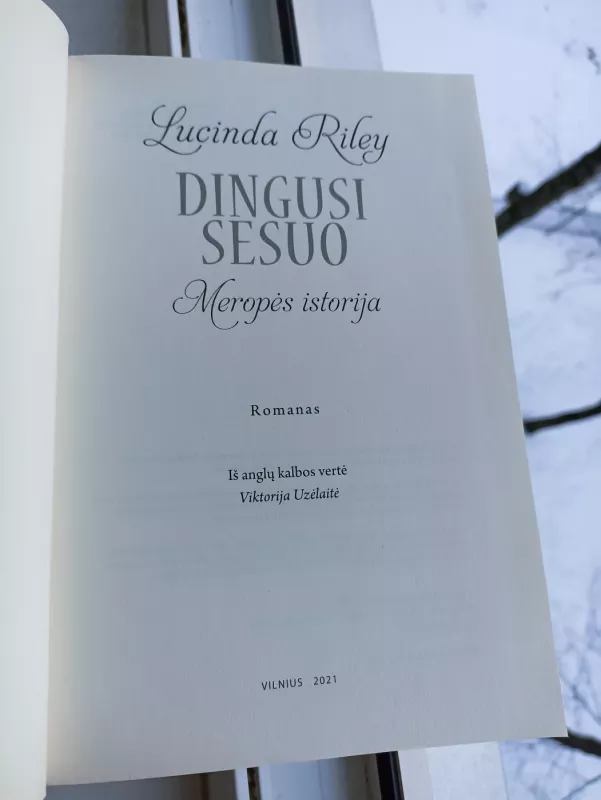 Lucinda Riley
DINGUSI
SESUO
Meropės istorija
Romanas
Iš anglų kalbos vertė
Viktorija Uzėlaitė
VILNIUS 2021